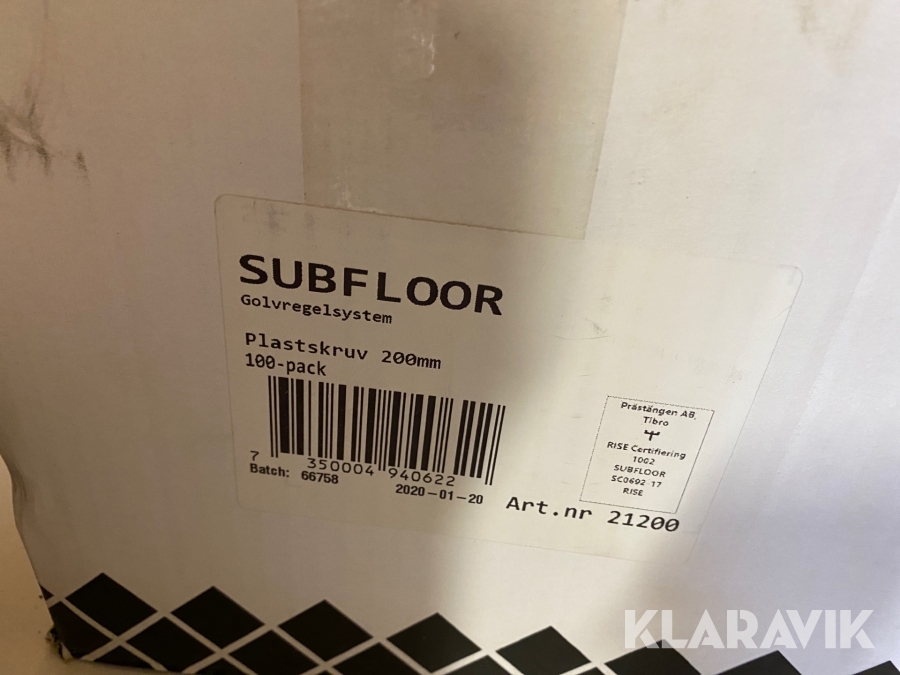 SUBFLOOR
Golvregelsystem
Plastskruv 200mm
100-pack
7 350004 940622
Batch: 66758 2020-01-20
Art.nr 21200
Prästängen AB,
Tibro
RISE Certifiering
1002
SUBFLOOR
SC0692-17
RISE
KLARAVIK